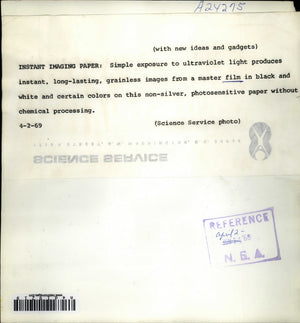 A24275
(with new ideas and gadgets)
INSTANT IMAGING PAPER: Simple exposure to ultraviolet light produces
instant, long-lasting, grainless images from a master film in black and
white and certain colors on this non-silver, photosensitive paper without
chemical processing.
4-2-69
(Science Service photo)
SCIENCE SERVICE
REFERENCE
N. E. A.